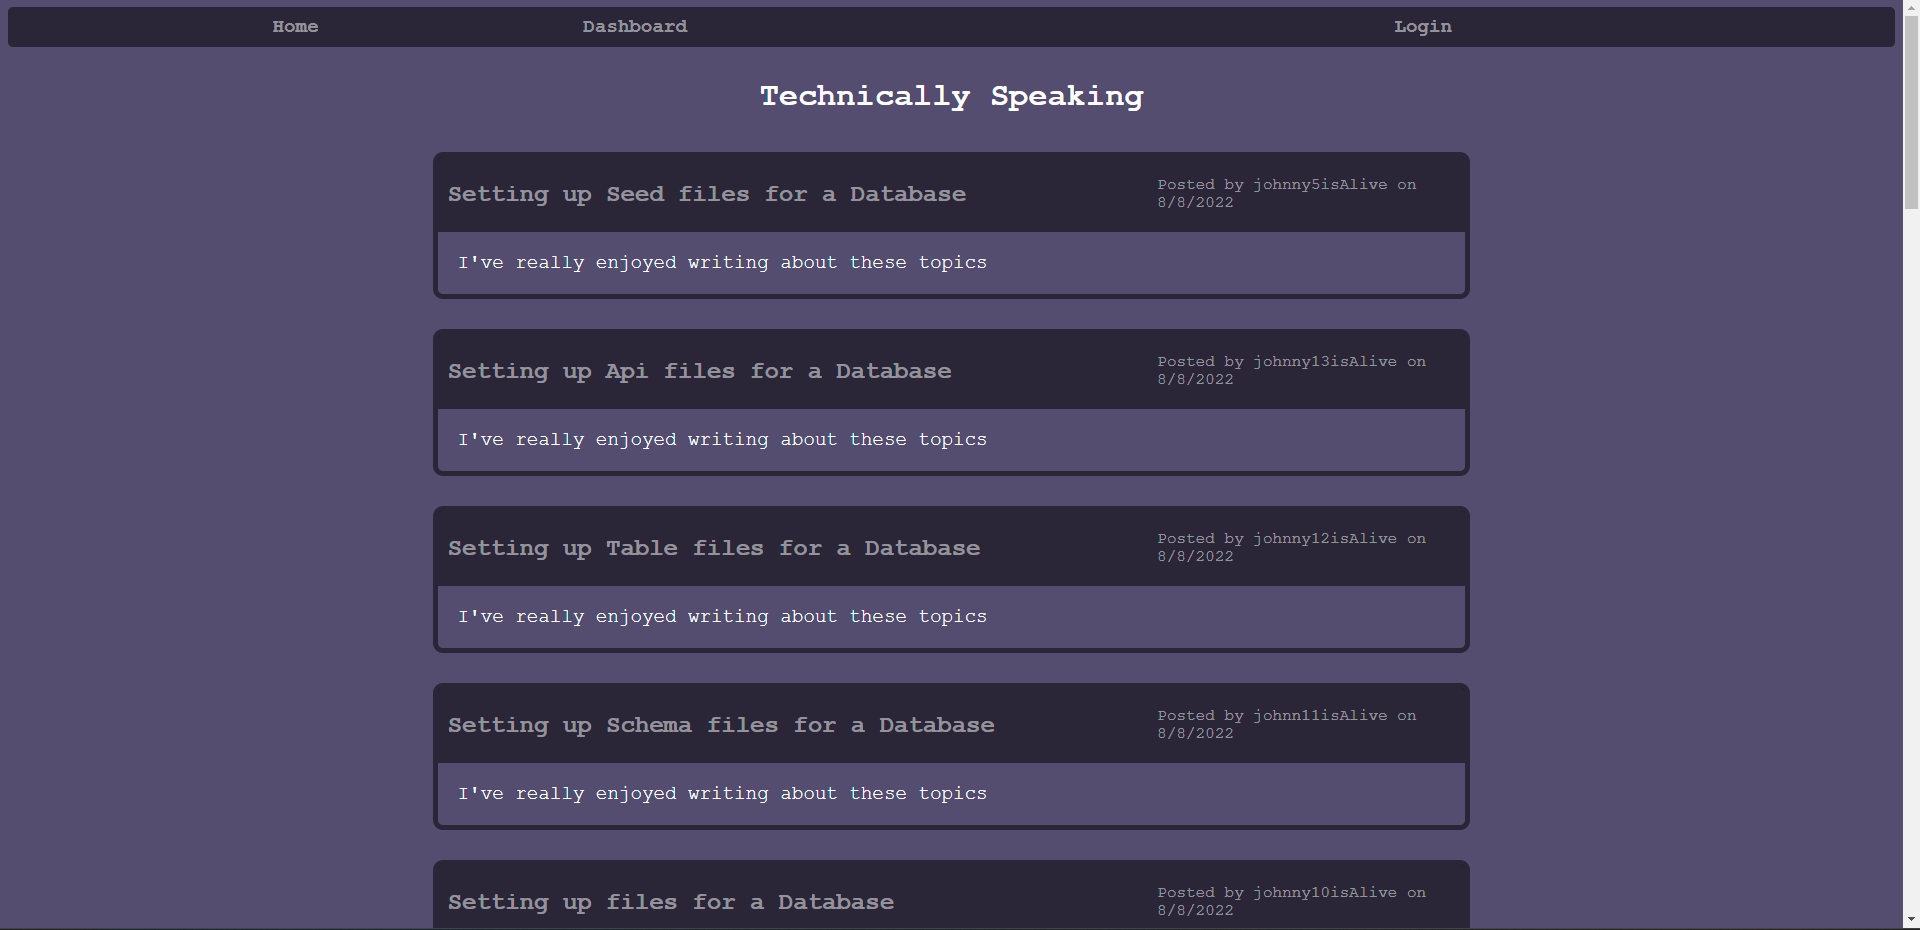 Home Dashboard Login
Technically Speaking
Setting up Seed files for a Database
Posted by johnny5isAlive on
8/8/2022
I've really enjoyed writing about these topics
Setting up Api files for a Database
Posted by johnny13isAlive on
8/8/2022
I've really enjoyed writing about these topics
Setting up Table files for a Database
Posted by johnny12isAlive on
8/8/2022
I've really enjoyed writing about these topics
Setting up Schema files for a Database
Posted by johnn11isAlive on
8/8/2022
I've really enjoyed writing about these topics
Setting up files for a Database
Posted by johnny10isAlive on
8/8/2022